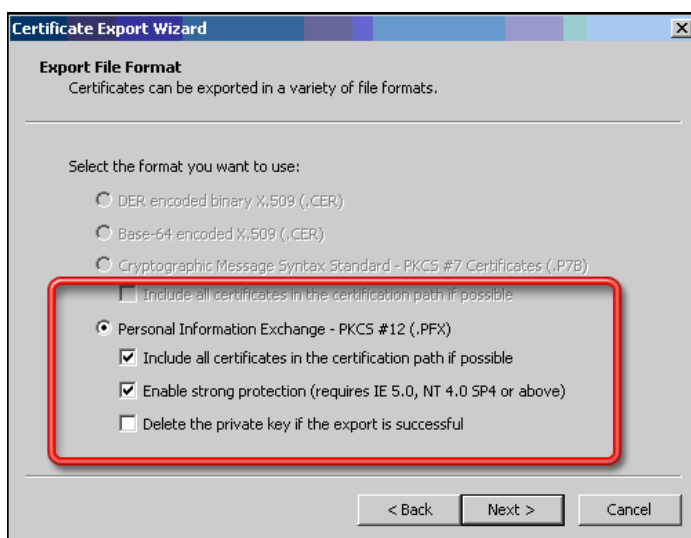 Certificate Export Wizard
Export File Format
Certificates can be exported in a variety of file formats.
Select the format you want to use:
DER encoded binary X.509 (.CER)
Base-64 encoded X.509 (.CER)
Cryptographic Message Syntax Standard - PKCS #7 Certificates (.P7B)
Include all certificates in the certification path if possible
Personal Information Exchange - PKCS #12 (.PFX)
Include all certificates in the certification path if possible
Enable strong protection (requires IE 5.0, NT 4.0 SP4 or above)
Delete the private key if the export is successful
< Back Next > Cancel